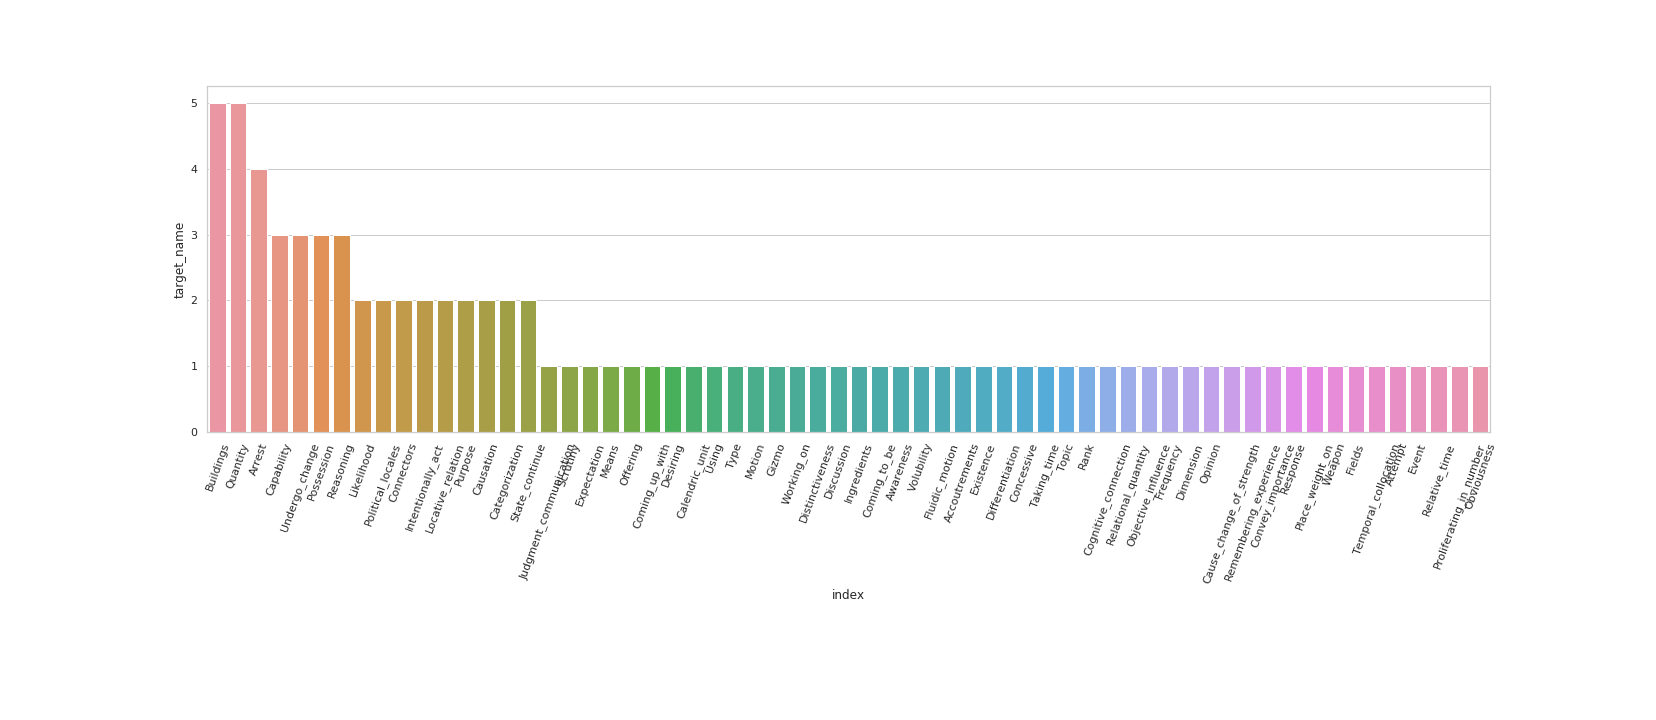 target_name
5
4
3
2
1
0
Buildings
Quantity
Arrest
Capability
Undergo_change
Possession
Reasoning
Likelihood
Political_locales
Connectors
Intentionally_act
Locative_relation
Purpose
Causation
Categorization
State_continue
Judgment_communication
Scrutiny
Expectation
Means
Offering
Coming_up_with
Desiring
Calendric_unit
Using
Type
Motion
Gizmo
Working_on
Distinctiveness
Discussion
Ingredients
Coming_to_be
Awareness
Volubility
Fluidic_motion
Accoutrements
Existence
Differentiation
Concessive
Taking_time
Topic
Rank
Cognitive_connection
Relational_quantity
Objective_influence
Frequency
Dimension
Opinion
Cause_change_of_strength
Remembering_experience
Convey_importance
Response
Place_weight_on
Weapon
Fields
Temporal_collocation
Attempt
Event
Relative_time
Proliferating_in_number
Obviousness
index